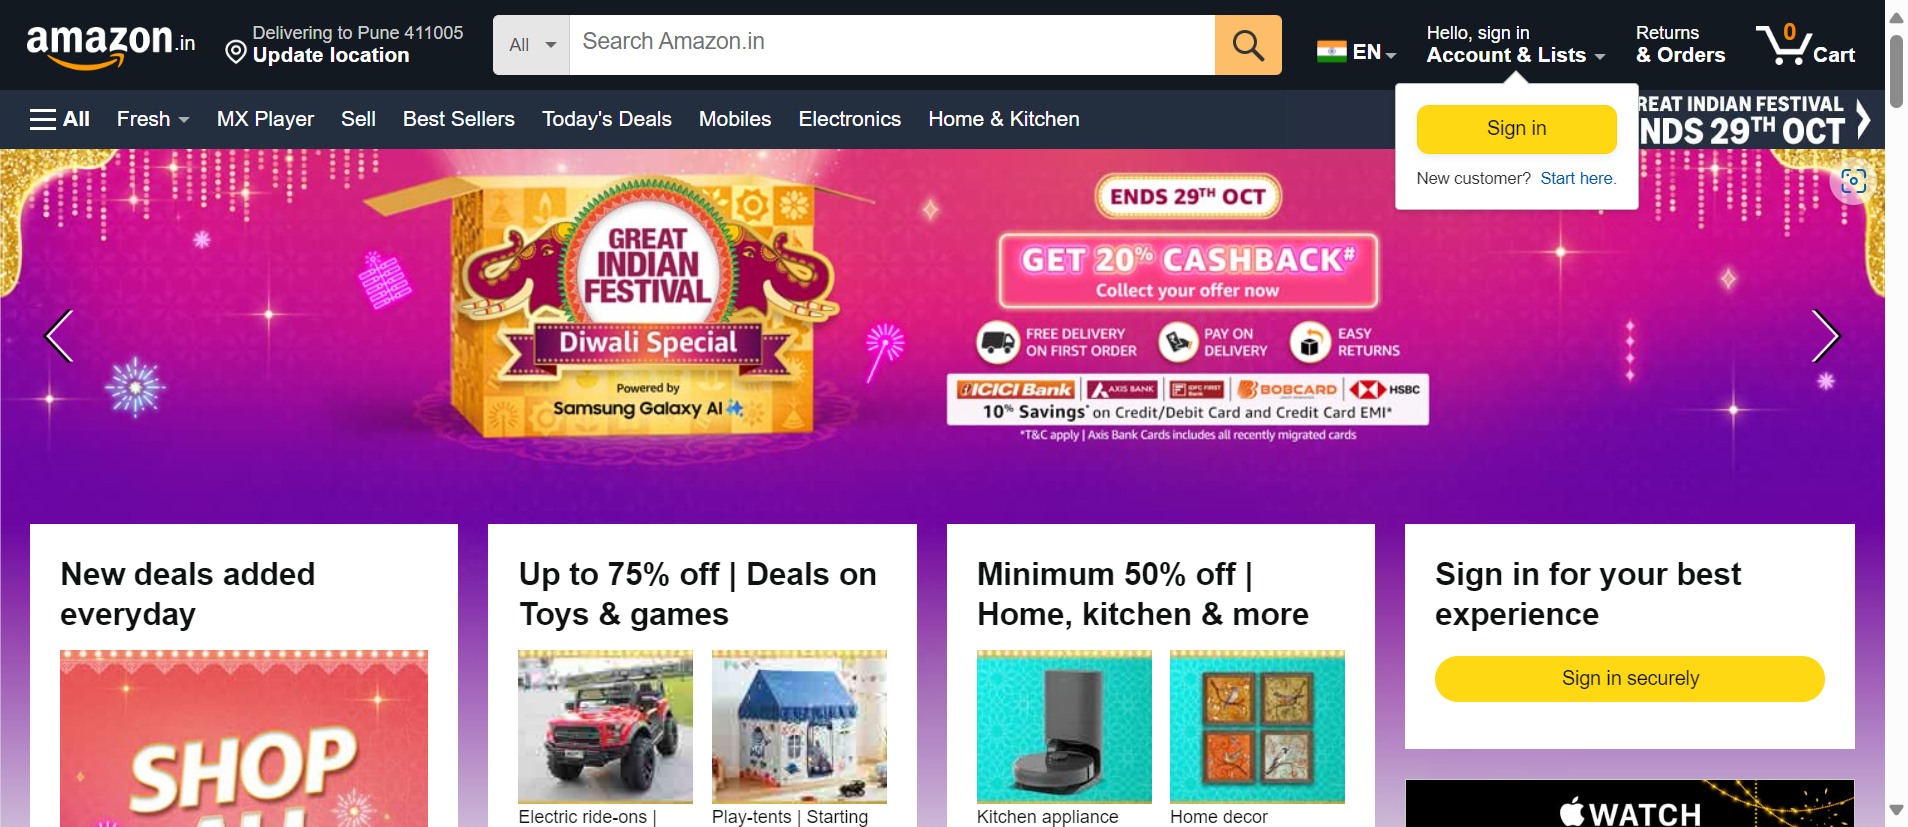 amazon.in
Delivering to Pune 411005
Update location
All
Search Amazon.in
EN
Hello, sign in
Account & Lists
Returns
& Orders
0
Cart
All
Fresh
MX Player
Sell
Best Sellers
Today's Deals
Mobiles
Electronics
Home & Kitchen
REAT INDIAN FESTIVAL
NDS 29TH OCT
Sign in
New customer? Start here.
GREAT
INDIAN
FESTIVAL
Diwali Special
Powered by
Samsung Galaxy AI
ENDS 29TH OCT
GET 20% CASHBACK#
Collect your offer now
FREE DELIVERY
ON FIRST ORDER
PAY ON
DELIVERY
EASY
RETURNS
ICICI Bank
AXIS BANK
IDFC FIRST
Bank
BOBCARD
HSBC
10% Savings* on Credit/Debit Card and Credit Card EMI*
*T&C apply | Axis Bank Cards includes all recently migrated cards
New deals added
everyday
SHOP
ALL
Up to 75% off | Deals on
Toys & games
Electric ride-ons |
Play-tents | Starting
Minimum 50% off |
Home, kitchen & more
Kitchen appliance
Home decor
Sign in for your best
experience
Sign in securely
WATCH